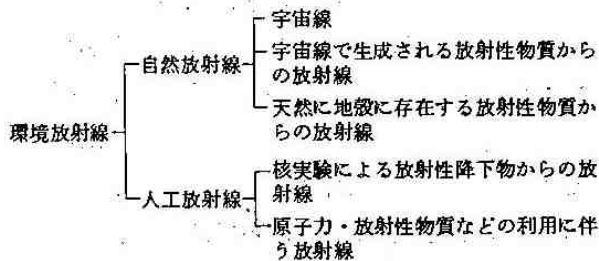 環境放射線
自然放射線
宇宙線
宇宙線で生成される放射性物質から
の放射線
天然に地殻に存在する放射性物質か
らの放射線
人工放射線
核実験による放射性降下物からの放
射線
原子力・放射性物質などの利用に伴
う放射線